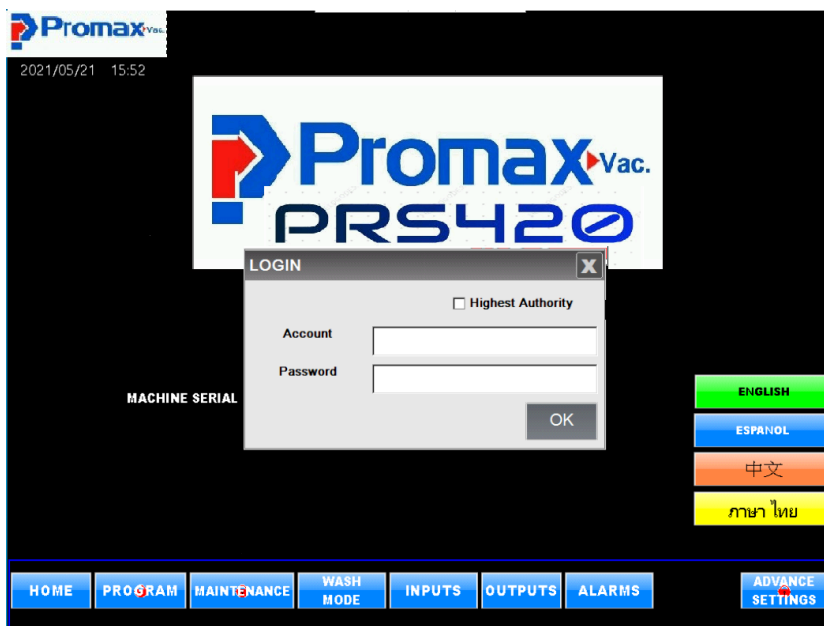 Promax Vac.
2021/05/21 15:52
Promax Vac.
PRS420
LOGIN
X
Highest Authority
Account
Password
OK
MACHINE SERIAL
ENGLISH
ESPANOL
中文
ภาษา ไทย
HOME
PROGRAM
MAINTENANCE
WASH
MODE
INPUTS
OUTPUTS
ALARMS
ADVANCE
SETTINGS